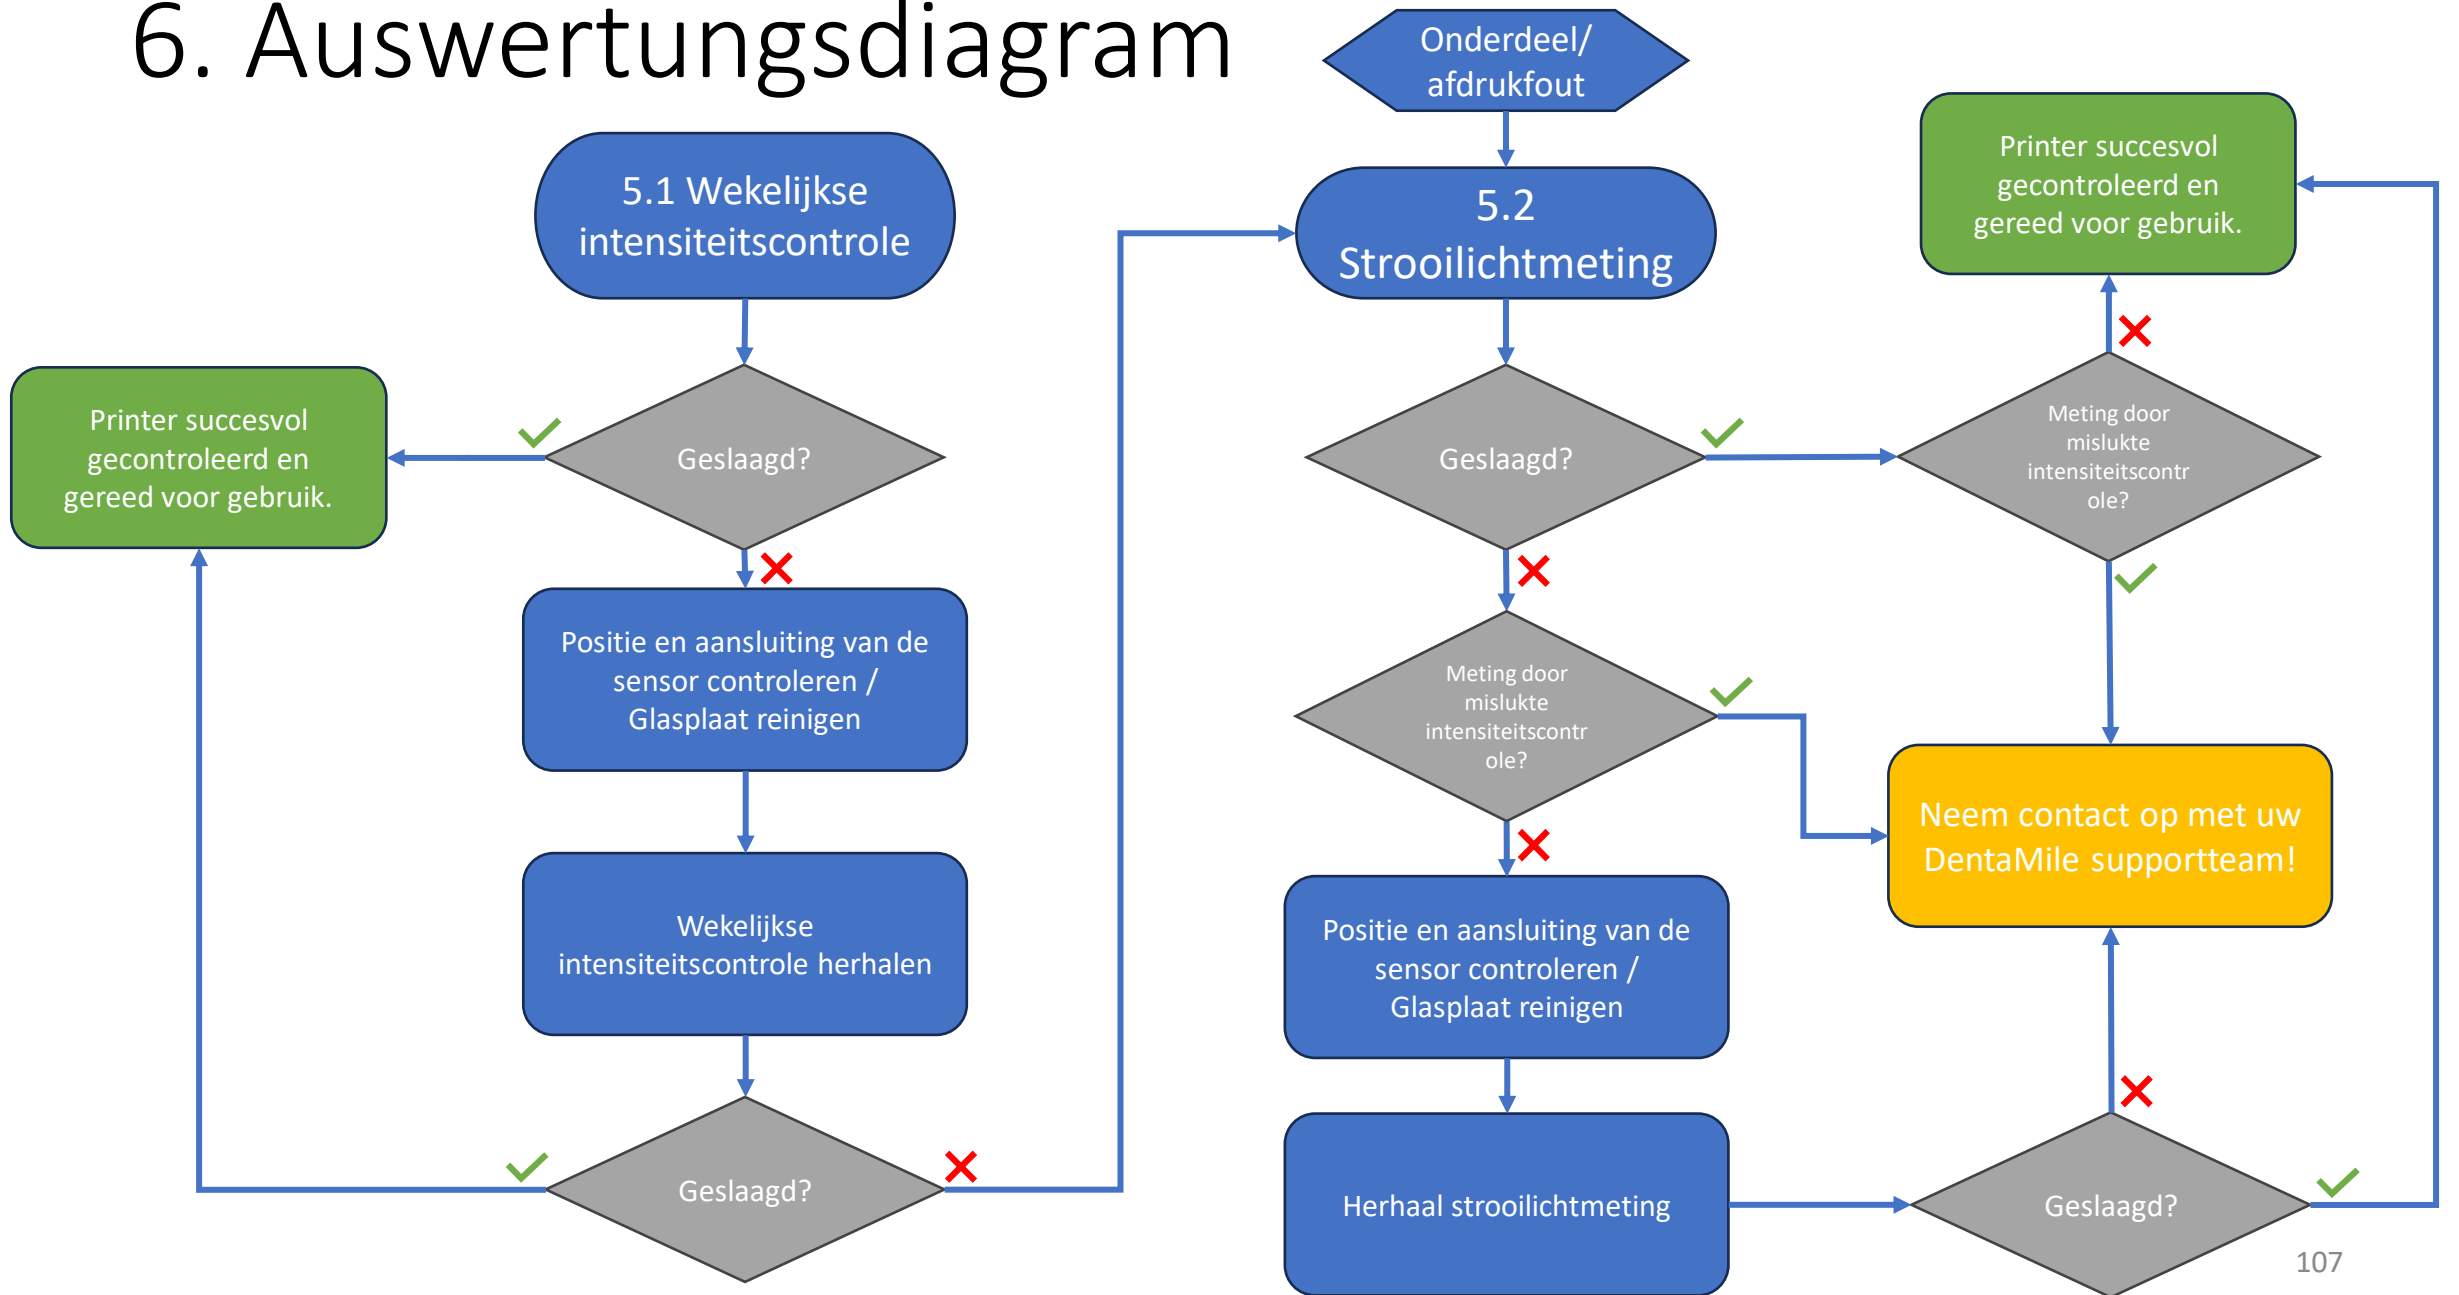 6. Auswertungsdiagram
5.1 Wekelijkse
intensiteitscontrole
Geslaagd?
Printer succesvol
gecontroleerd en
gereed voor gebruik.
Positie en aansluiting van de
sensor controleren /
Glasplaat reinigen
Wekelijkse
intensiteitscontrole herhalen
Geslaagd?
Onderdeel/
afdrukfout
5.2
Strooilichtmeting
Geslaagd?
Meting door
mislukte
intensiteitscontr
ole?
Positie en aansluiting van de
sensor controleren /
Glasplaat reinigen
Herhaal strooilichtmeting
Printer succesvol
gecontroleerd en
gereed voor gebruik.
Meting door
mislukte
intensiteitscontr
ole?
Neem contact op met uw
DentaMile supportteam!
Geslaagd?
107